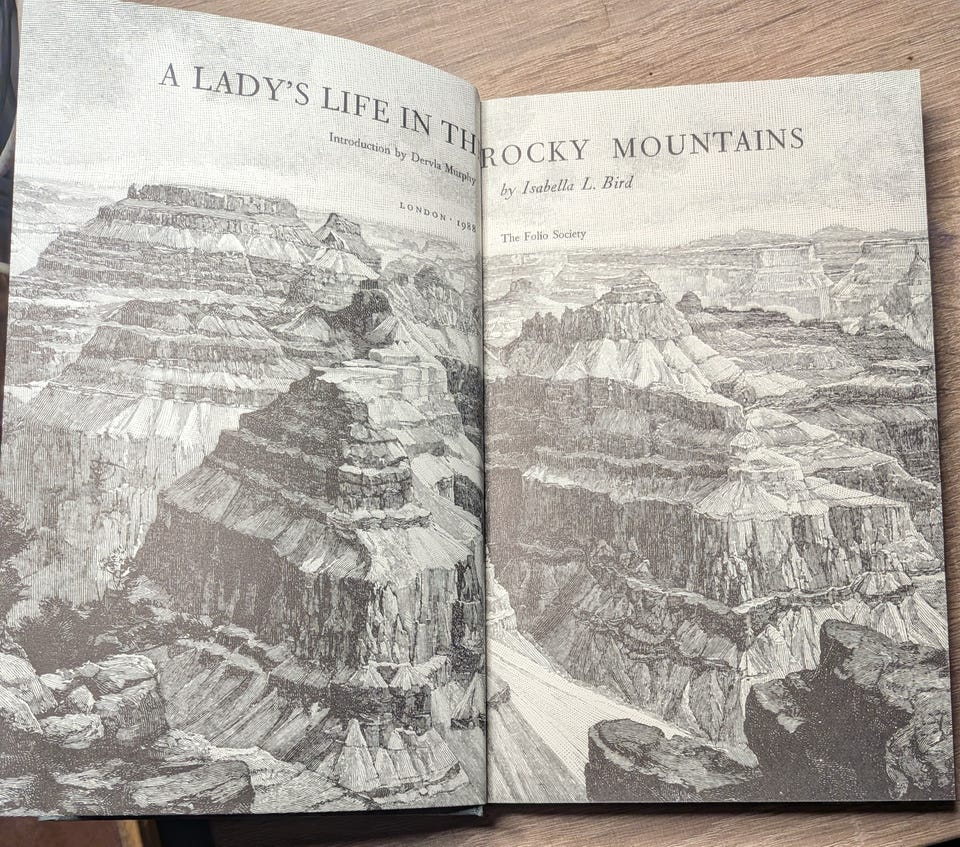 A LADY'S LIFE IN TH ROCKY MOUNTAINS
Introduction by Dervla Murphy
by Isabella L. Bird
LONDON · 1988
The Folio Society